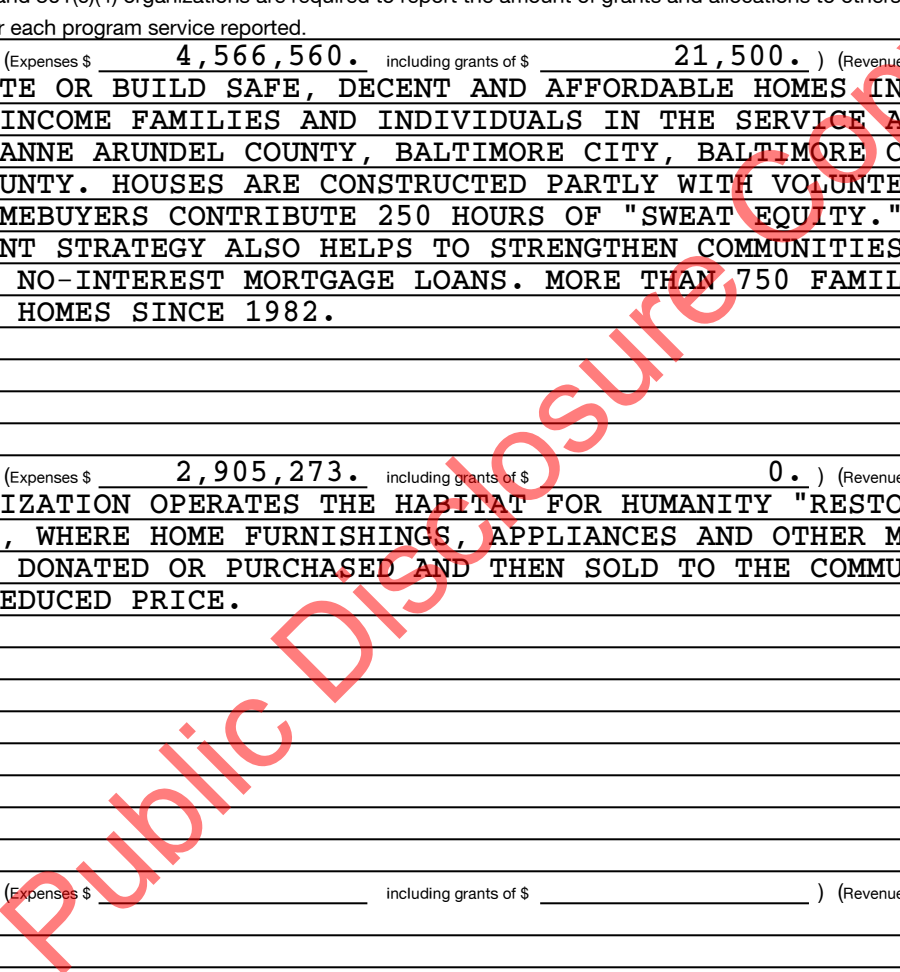 and 501(c)(4) organizations are required to report the amount of grants and allocations to others
r each program service reported.
(Expenses $ 4,566,560. including grants of $ 21,500. ) (Revenue
TE OR BUILD SAFE, DECENT AND AFFORDABLE HOMES IN
INCOME FAMILIES AND INDIVIDUALS IN THE SERVICE A
ANNE ARUNDEL COUNTY, BALTIMORE CITY, BALTIMORE C
UNTY. HOUSES ARE CONSTRUCTED PARTLY WITH VOLUNTE
MEBUYERS CONTRIBUTE 250 HOURS OF "SWEAT EQUITY."
NT STRATEGY ALSO HELPS TO STRENGTHEN COMMUNITIES
NO-INTEREST MORTGAGE LOANS. MORE THAN 750 FAMIL
HOMES SINCE 1982.
(Expenses $ 2,905,273. including grants of $ 0. ) (Revenue
IZATION OPERATES THE HABITAT FOR HUMANITY "RESTO
, WHERE HOME FURNISHINGS, APPLIANCES AND OTHER M
DONATED OR PURCHASED AND THEN SOLD TO THE COMMU
EDUCED PRICE.
(Expenses $ including grants of $ ) (Revenue
Public Disclosure Cop